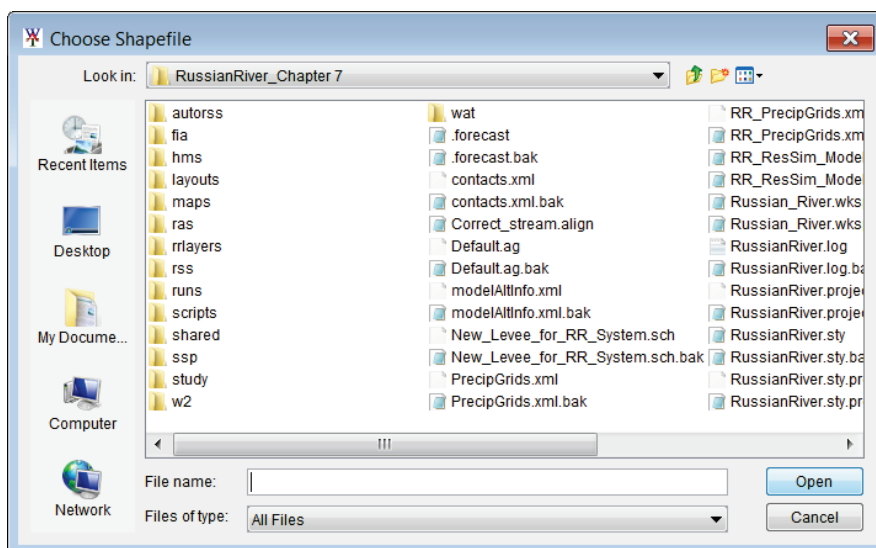 Choose Shapefile
Look in:
RussianRiver_Chapter 7
Recent Items
Desktop
My Docume...
Computer
Network
autorss
fia
hms
layouts
maps
ras
rrlayers
rss
runs
scripts
shared
ssp
study
w2
wat
.forecast
.forecast.bak
contacts.xml
contacts.xml.bak
Correct_stream.align
Default.ag
Default.ag.bak
modelAltInfo.xml
modelAltInfo.xml.bak
New_Levee_for_RR_System.sch
New_Levee_for_RR_System.sch.bak
PrecipGrids.xml
PrecipGrids.xml.bak
RR_PrecipGrids.xm
RR_PrecipGrids.xm
RR_ResSim_Model
RR_ResSim_Model
Russian_River.wks
Russian_River.wks
RussianRiver.log
RussianRiver.log.ba
RussianRiver.projec
RussianRiver.projec
RussianRiver.sty
RussianRiver.sty.ba
RussianRiver.sty.pr
RussianRiver.sty.pr
File name:
Open
Files of type:
All Files
Cancel